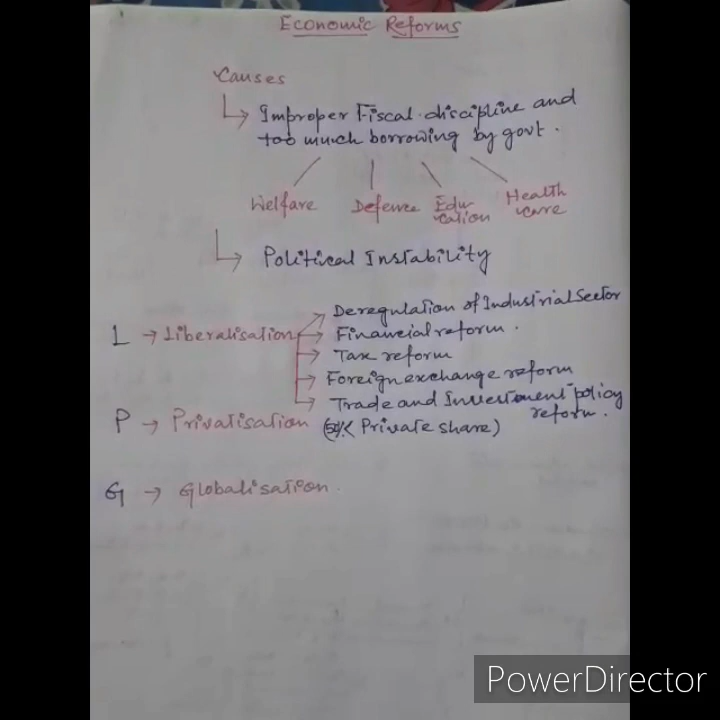 Economic Reforms
Causes
Improper Fiscal discipline and
too much borrowing by govt.
Welfare Defence Edu- Health
cation care
Political Instability
Deregulation of Industrial Sector
L → Liberalisation Financial reform.
Tax reform
Foreign exchange reform
Trade and Investment policy
reform.
P → Privatisation (50%< Private share)
G → Globalisation.
PowerDirector